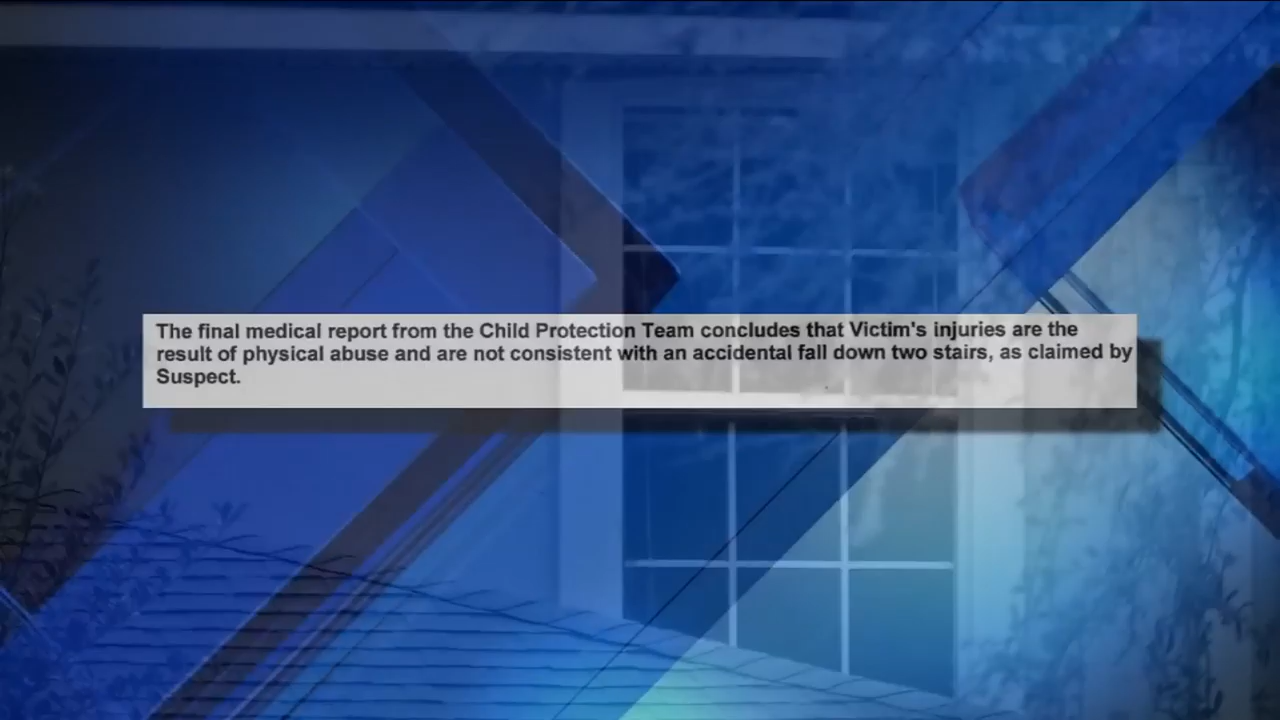 The final medical report from the Child Protection Team concludes that Victim's injuries are the
result of physical abuse and are not consistent with an accidental fall down two stairs, as claimed by
Suspect.